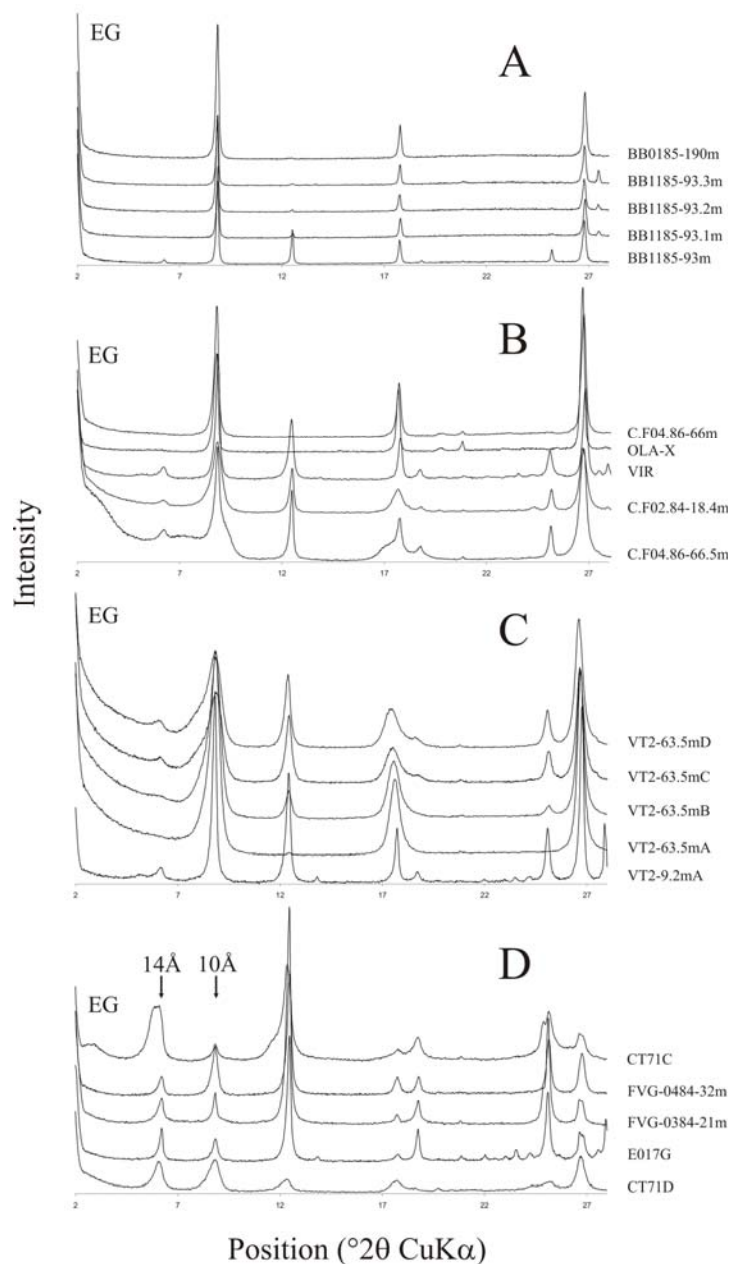 EG
A
BB0185-190m
BB1185-93.3m
BB1185-93.2m
BB1185-93.1m
BB1185-93m
2 7 12 17 22 27
EG
B
C.F04.86-66m
OLA-X
VIR
C.F02.84-18.4m
C.F04.86-66.5m
2 7 12 17 22 27
Intensity
EG
C
VT2-63.5mD
VT2-63.5mC
VT2-63.5mB
VT2-63.5mA
VT2-9.2mA
2 7 12 17 22 27
14Å 10Å
D
EG
CT71C
FVG-0484-32m
FVG-0384-21m
E017G
CT71D
2 7 12 17 22 27
Position (°2θ CuKα)